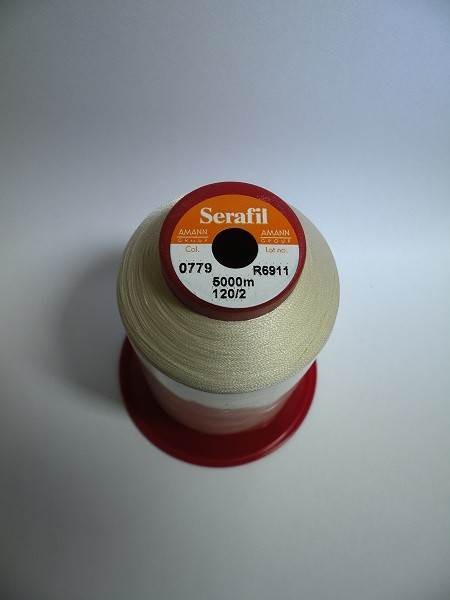 Serafil
AMANN AMANN
GROUP GROUP
Col. Lot no.
0779 R6911
5000m
120/2